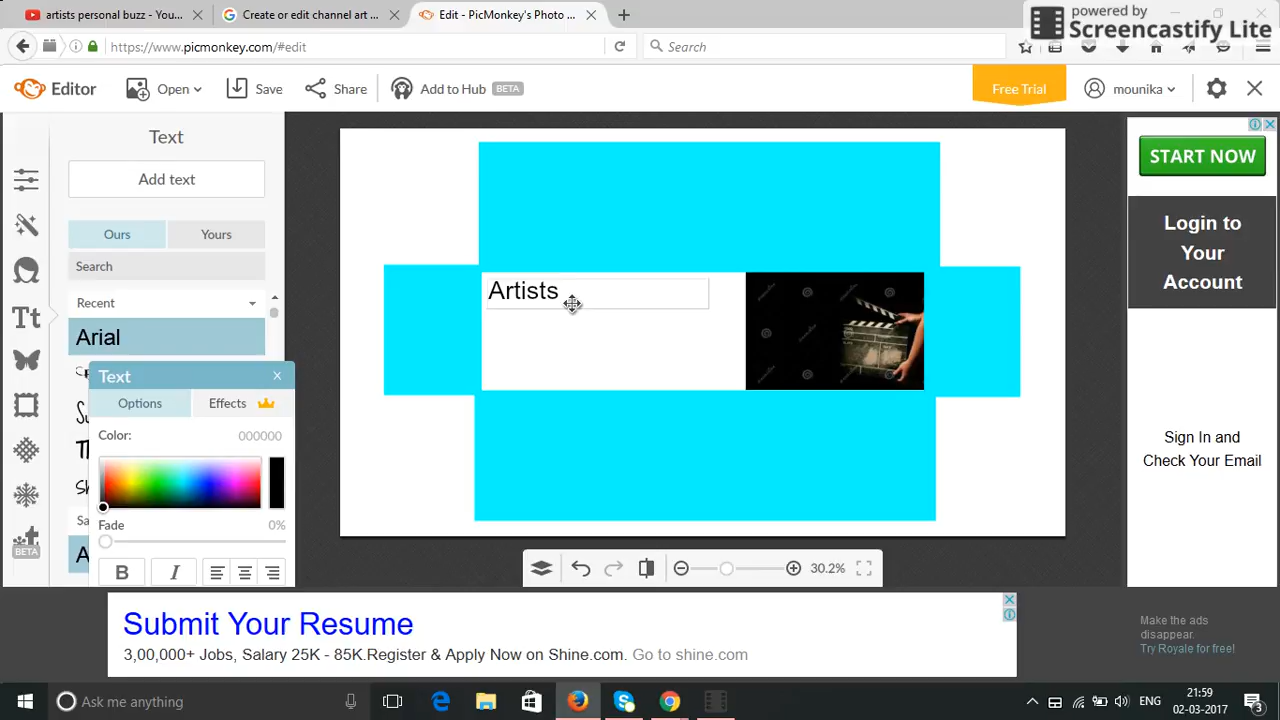 artists personal buzz - You...
Create or edit channel art ...
Edit - PicMonkey's Photo ...
powered by
Screencastify Lite
https://www.picmonkey.com/#edit
Search
Editor
Open
Save
Share
Add to Hub BETA
Free Trial
mounika
Text
Add text
Ours
Yours
Search
Recent
Arial
Text
Options
Effects
Color:
000000
Fade
0%
B
I
Tt
BETA
Artists
30.2%
START NOW
Login to
Your
Account
Sign In and
Check Your Email
Submit Your Resume
3,00,000+ Jobs, Salary 25K - 85K.Register & Apply Now on Shine.com. Go to shine.com
Make the ads
disappear.
Try Royale for free!
Ask me anything
ENG
21:59
02-03-2017
3